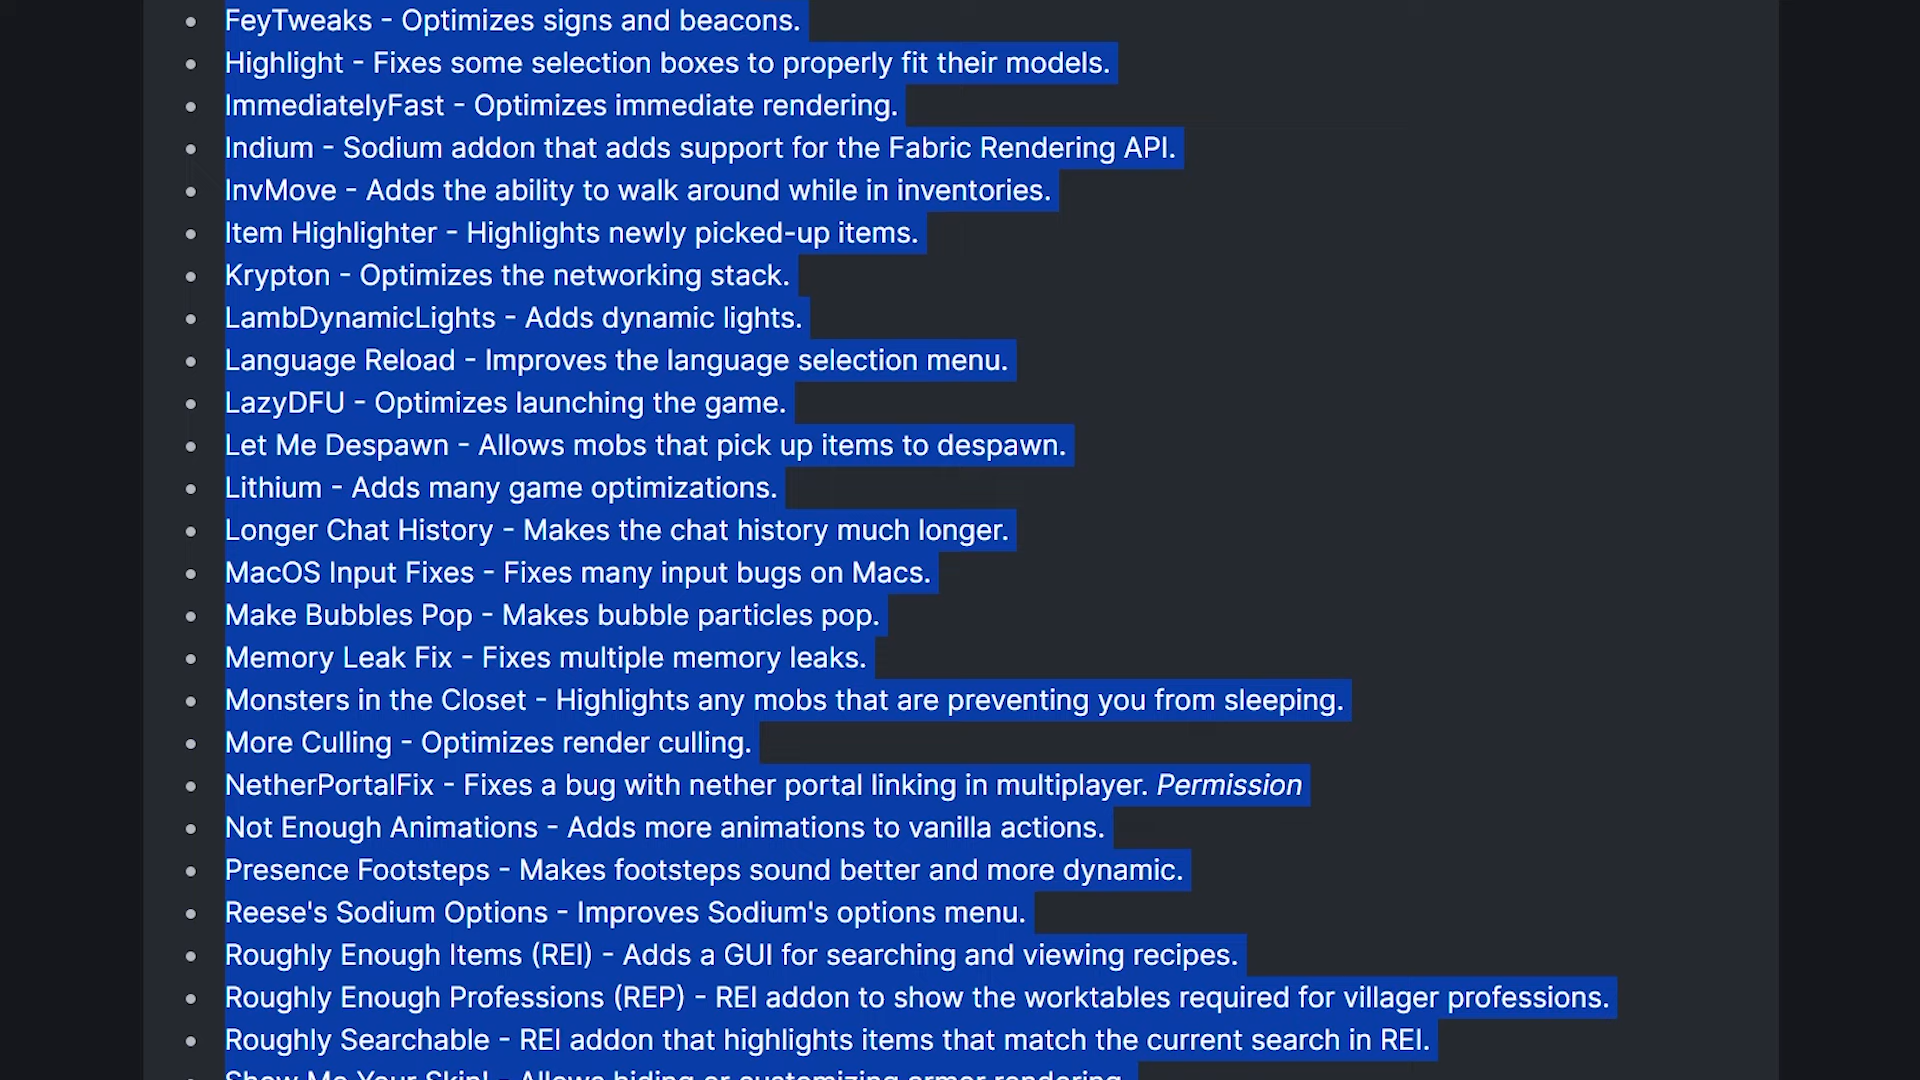 FeyTweaks - Optimizes signs and beacons.
Highlight - Fixes some selection boxes to properly fit their models.
ImmediatelyFast - Optimizes immediate rendering.
Indium - Sodium addon that adds support for the Fabric Rendering API.
InvMove - Adds the ability to walk around while in inventories.
Item Highlighter - Highlights newly picked-up items.
Krypton - Optimizes the networking stack.
LambDynamicLights - Adds dynamic lights.
Language Reload - Improves the language selection menu.
LazyDFU - Optimizes launching the game.
Let Me Despawn - Allows mobs that pick up items to despawn.
Lithium - Adds many game optimizations.
Longer Chat History - Makes the chat history much longer.
MacOS Input Fixes - Fixes many input bugs on Macs.
Make Bubbles Pop - Makes bubble particles pop.
Memory Leak Fix - Fixes multiple memory leaks.
Monsters in the Closet - Highlights any mobs that are preventing you from sleeping.
More Culling - Optimizes render culling.
NetherPortalFix - Fixes a bug with nether portal linking in multiplayer. Permission
Not Enough Animations - Adds more animations to vanilla actions.
Presence Footsteps - Makes footsteps sound better and more dynamic.
Reese's Sodium Options - Improves Sodium's options menu.
Roughly Enough Items (REI) - Adds a GUI for searching and viewing recipes.
Roughly Enough Professions (REP) - REI addon to show the worktables required for villager professions.
Roughly Searchable - REI addon that highlights items that match the current search in REI.
Show Me Your Skin! - Allows hiding or customizing armor rendering.